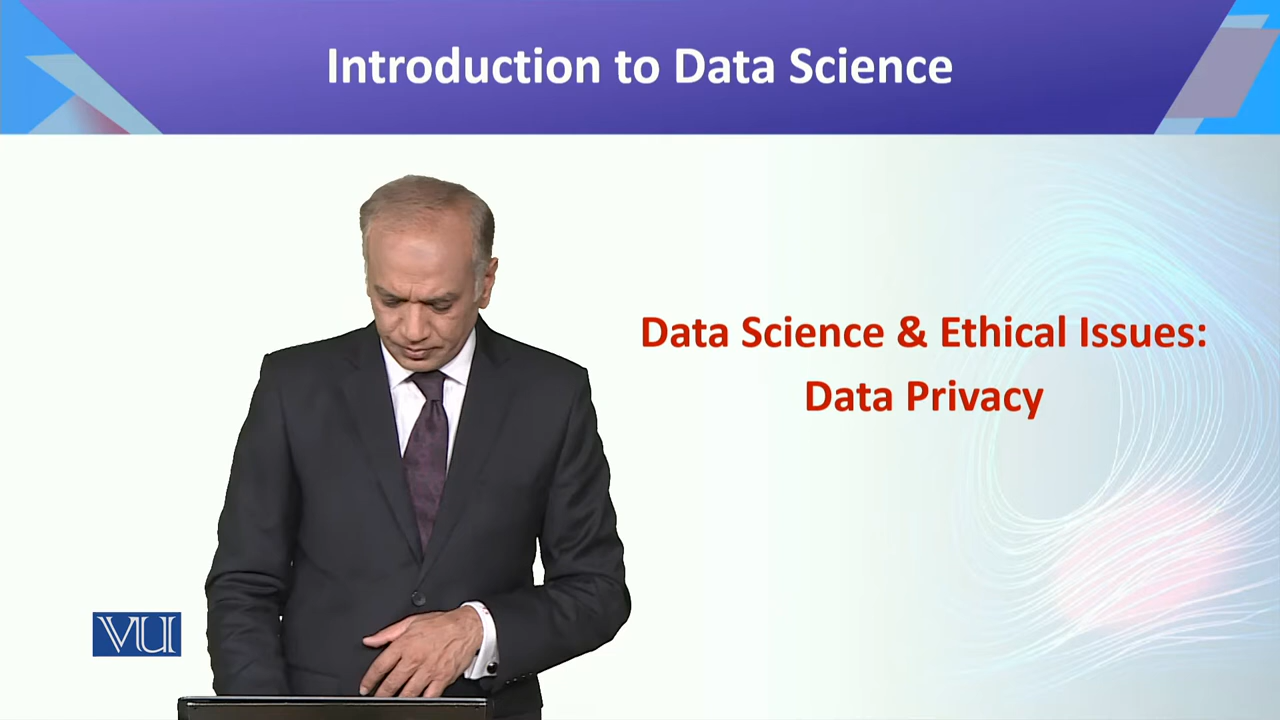 Introduction to Data Science
Data Science & Ethical Issues:
Data Privacy
VU